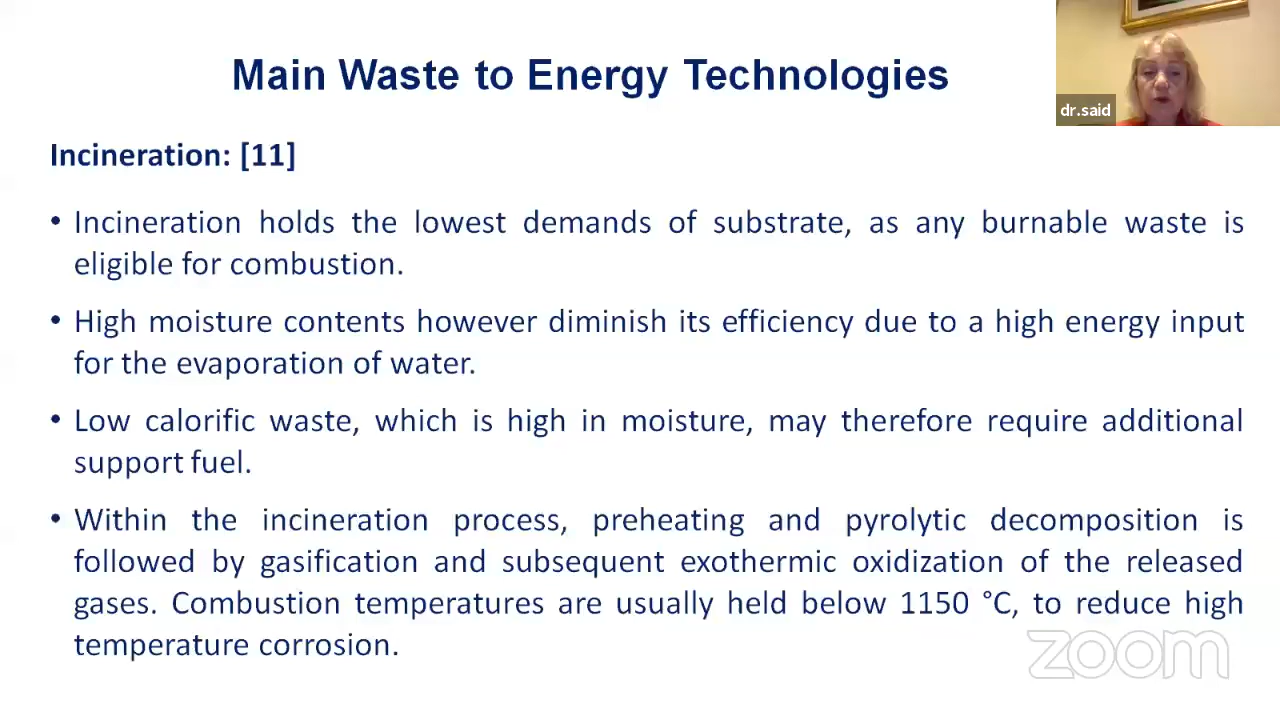 Main Waste to Energy Technologies
dr.said
Incineration: [11]
• Incineration holds the lowest demands of substrate, as any burnable waste is
eligible for combustion.
• High moisture contents however diminish its efficiency due to a high energy input
for the evaporation of water.
• Low calorific waste, which is high in moisture, may therefore require additional
support fuel.
• Within the incineration process, preheating and pyrolytic decomposition is
followed by gasification and subsequent exothermic oxidization of the released
gases. Combustion temperatures are usually held below 1150 °C, to reduce high
temperature corrosion.
zoom